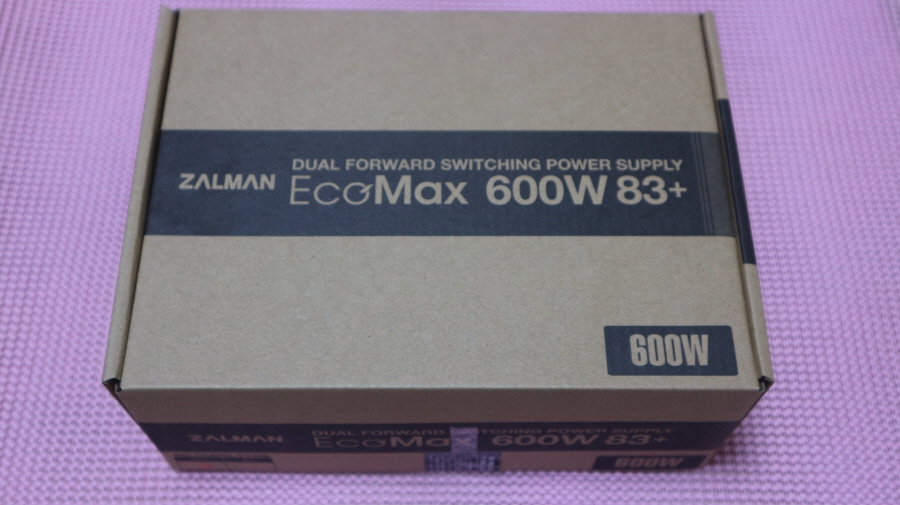 DUAL FORWARD SWITCHING POWER SUPPLY
ZALMAN EcoMax 600W 83+
600W
DUAL FORWARD TCHING POWER SUPPLY
ZALMAN EcoMax 600W 83+
600W